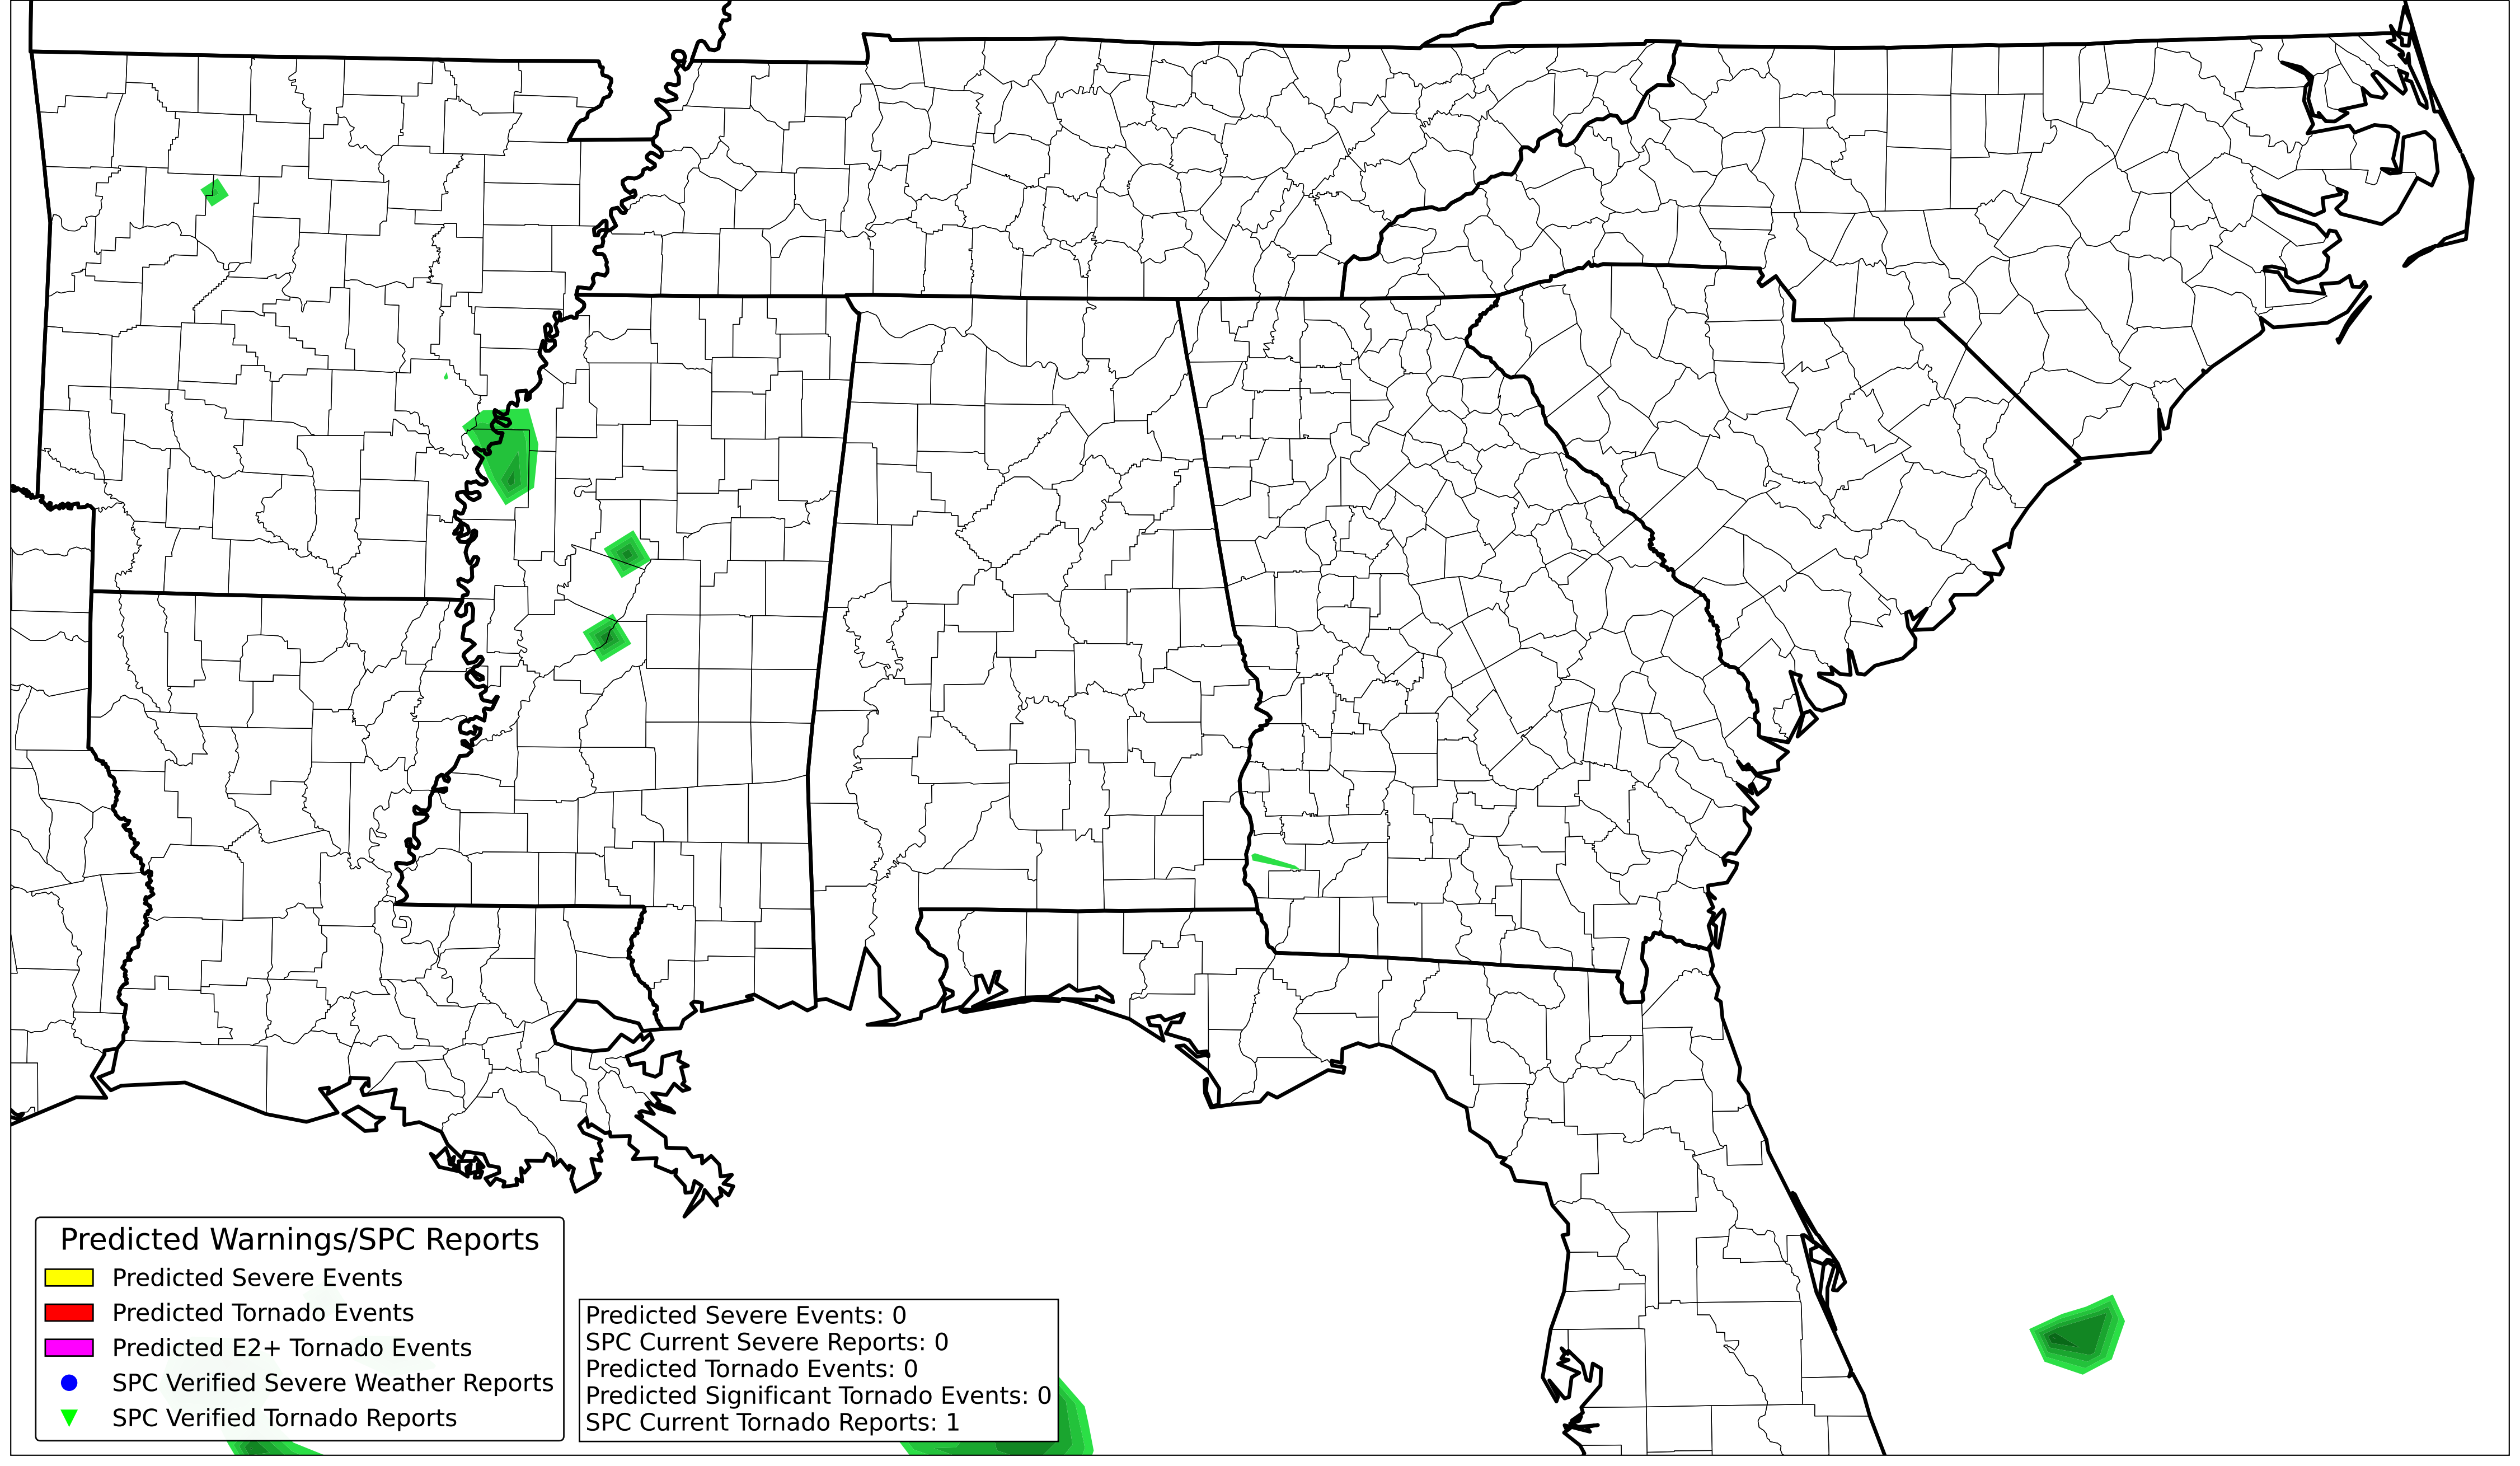 Predicted Warnings/SPC Reports
Predicted Severe Events
Predicted Tornado Events
Predicted E2+ Tornado Events
SPC Verified Severe Weather Reports
SPC Verified Tornado Reports
Predicted Severe Events: 0
SPC Current Severe Reports: 0
Predicted Tornado Events: 0
Predicted Significant Tornado Events: 0
SPC Current Tornado Reports: 1